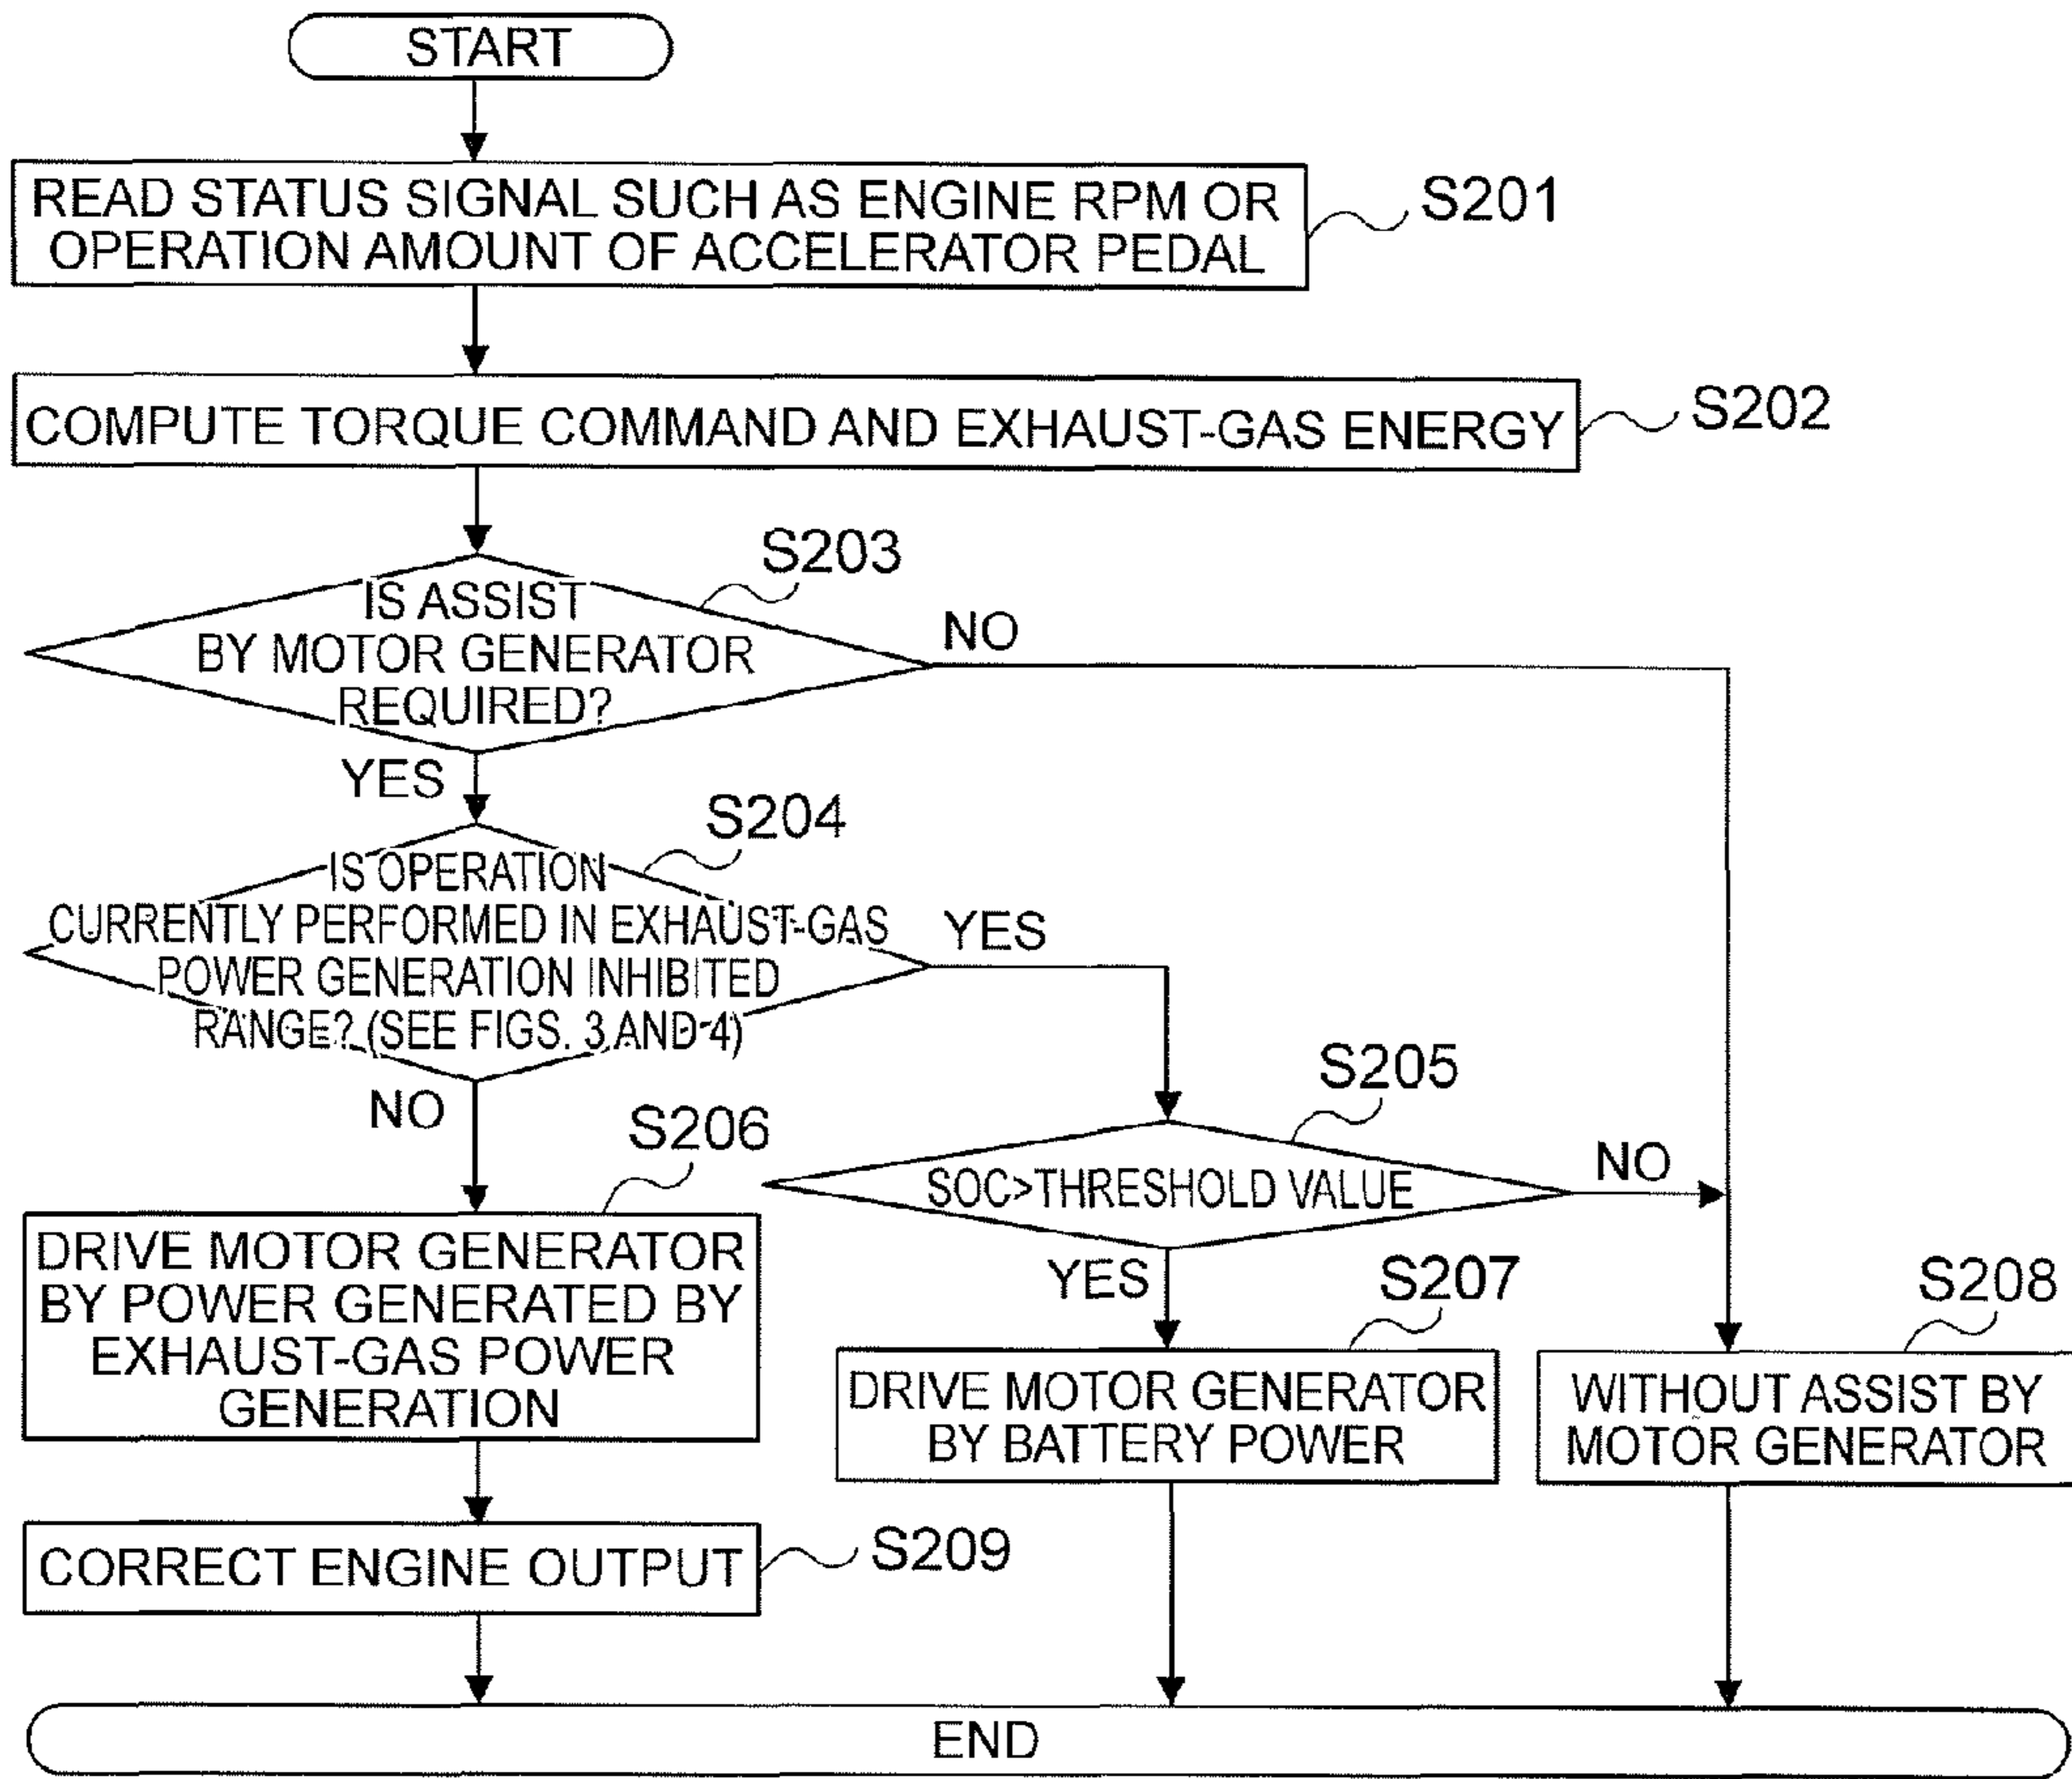 START
READ STATUS SIGNAL SUCH AS ENGINE RPM OR
OPERATION AMOUNT OF ACCELERATOR PEDAL
S201
COMPUTE TORQUE COMMAND AND EXHAUST-GAS ENERGY
S202
S203
IS ASSIST
BY MOTOR GENERATOR
REQUIRED?
NO
YES
S204
IS OPERATION
CURRENTLY PERFORMED IN EXHAUST-GAS
POWER GENERATION INHIBITED
RANGE? (SEE FIGS. 3 AND 4)
YES
NO
S205
SOC>THRESHOLD VALUE
NO
YES
S206
DRIVE MOTOR GENERATOR
BY POWER GENERATED BY
EXHAUST-GAS POWER
GENERATION
S207
DRIVE MOTOR GENERATOR
BY BATTERY POWER
S208
WITHOUT ASSIST BY
MOTOR GENERATOR
CORRECT ENGINE OUTPUT
S209
END